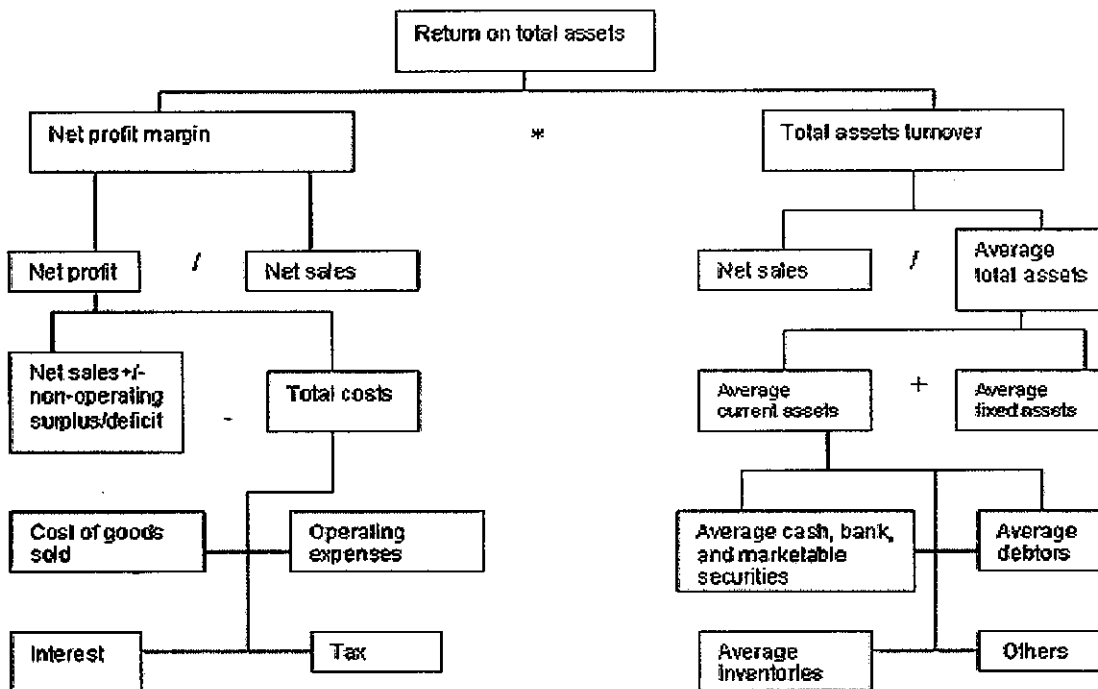 Return on total assets
Net profit margin
*
Total assets turnover
Net profit
/
Net sales
Net sales
/
Average
total assets
Net sales+/-
non-operating
surplus/deficit
-
Total costs
Average
current assets
+
Average
fixed assets
Cost of goods
sold
Operating
expenses
Average cash, bank,
and marketable
securities
Average
debtors
Interest
Tax
Average
inventories
Others